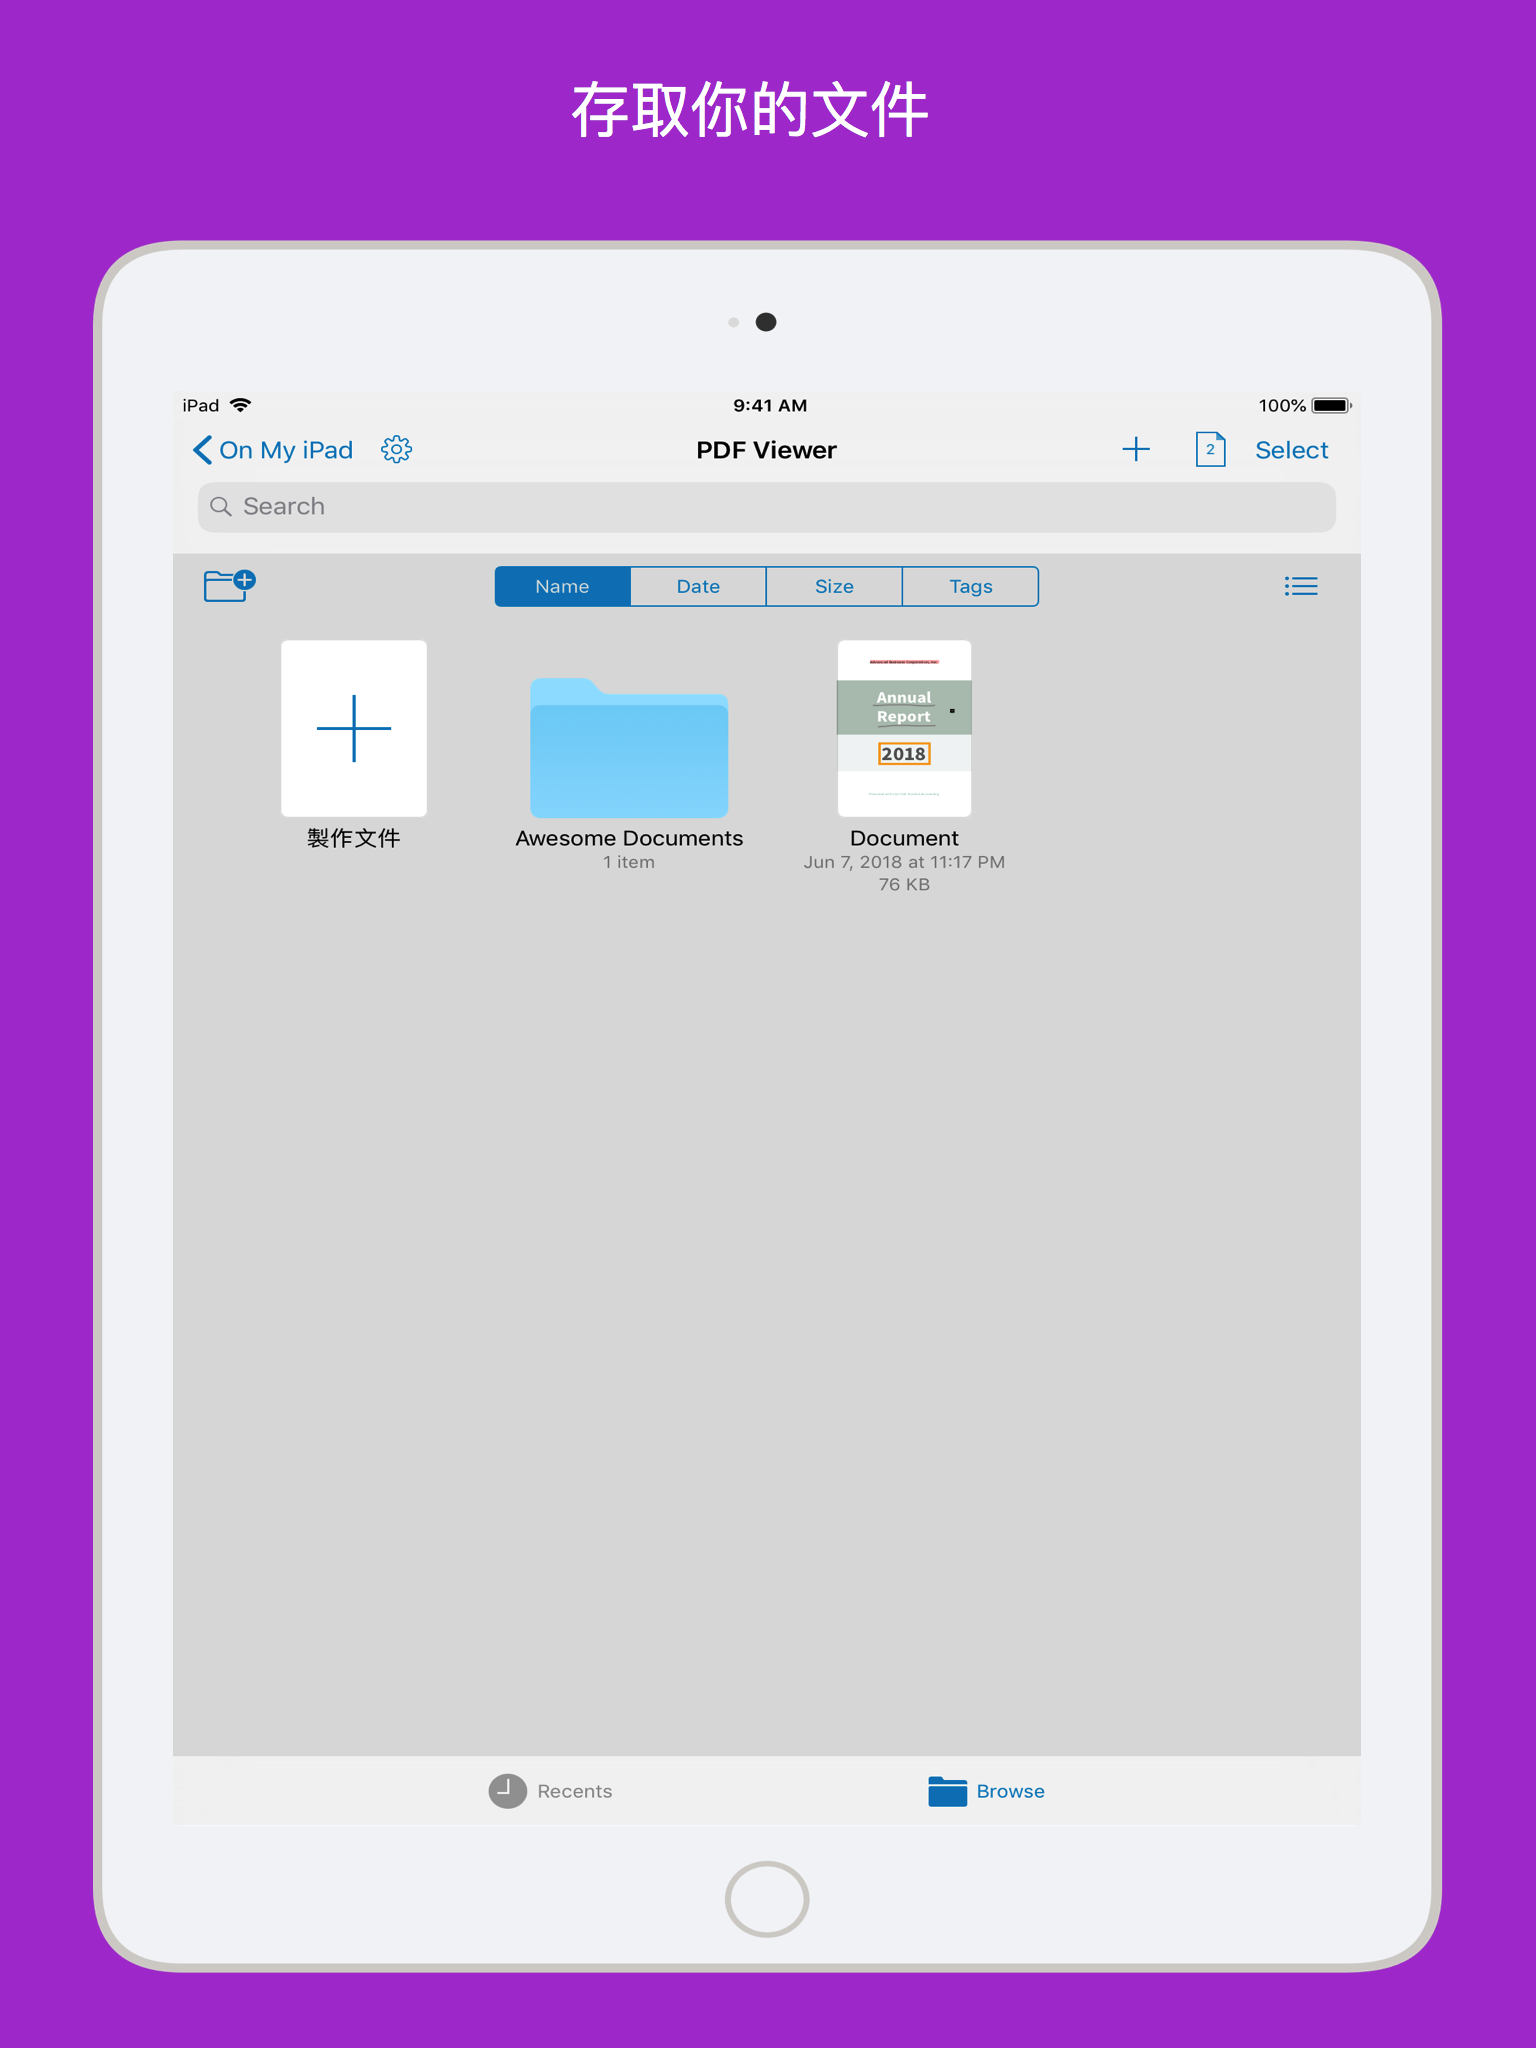 存取你的文件
iPad 9:41 AM 100%
On My iPad PDF Viewer 2 Select
Search
Name Date Size Tags
Annual
Report
2018
製作文件 Awesome Documents Document
1 item Jun 7, 2018 at 11:17 PM
76 KB
Recents Browse